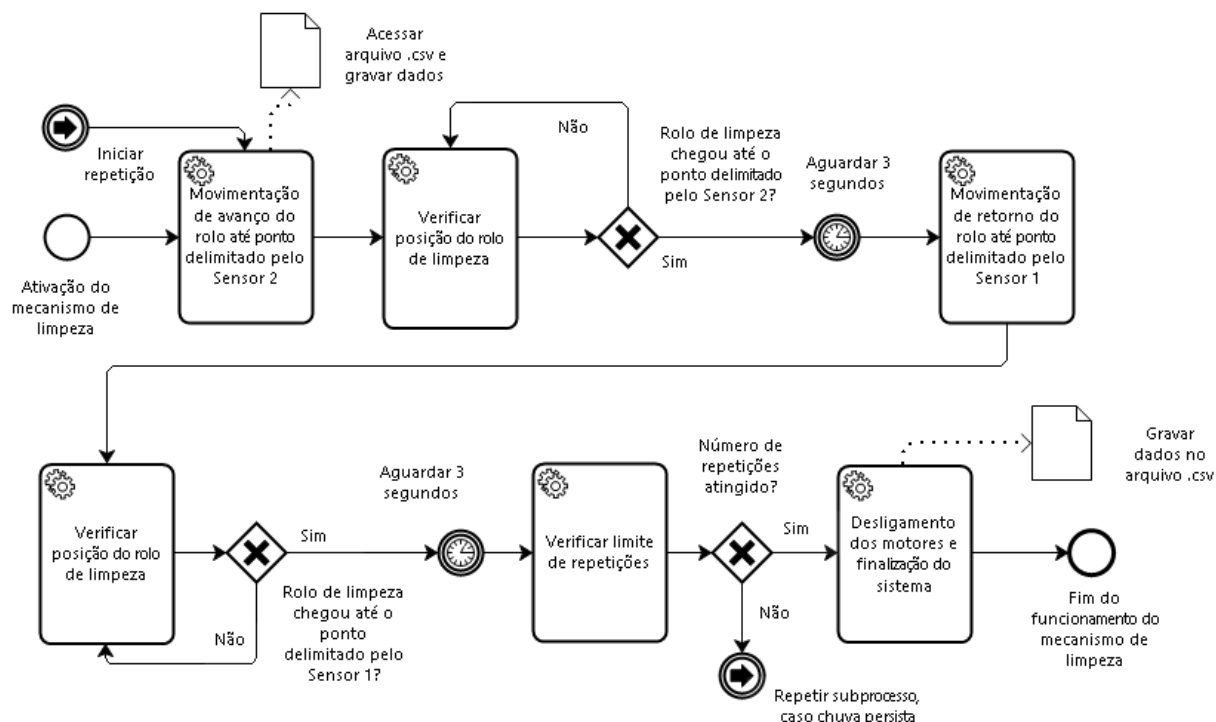 Acessar
arquivo .csv e
gravar dados
Iniciar
repetição
Movimentação
de avanço do
rolo até ponto
delimitado pelo
Sensor 2
Verificar
posição do rolo
de limpeza
Não
Rolo de limpeza
chegou até o
ponto delimitado
pelo Sensor 2?
Sim
Aguardar 3
segundos
Movimentação
de retorno do
rolo até ponto
delimitado pelo
Sensor 1
Ativação do
mecanismo de
limpeza
Verificar
posição do rolo
de limpeza
Não
Sim
Rolo de limpeza
chegou até o
ponto
delimitado pelo
Sensor 1?
Aguardar 3
segundos
Verificar limite
de repetições
Número de
repetições
atingido?
Sim
Não
Repetir subprocesso,
caso chuva persista
Desligamento
dos motores e
finalização do
sistema
Gravar
dados no
arquivo .csv
Fim do
funcionamento do
mecanismo de
limpeza